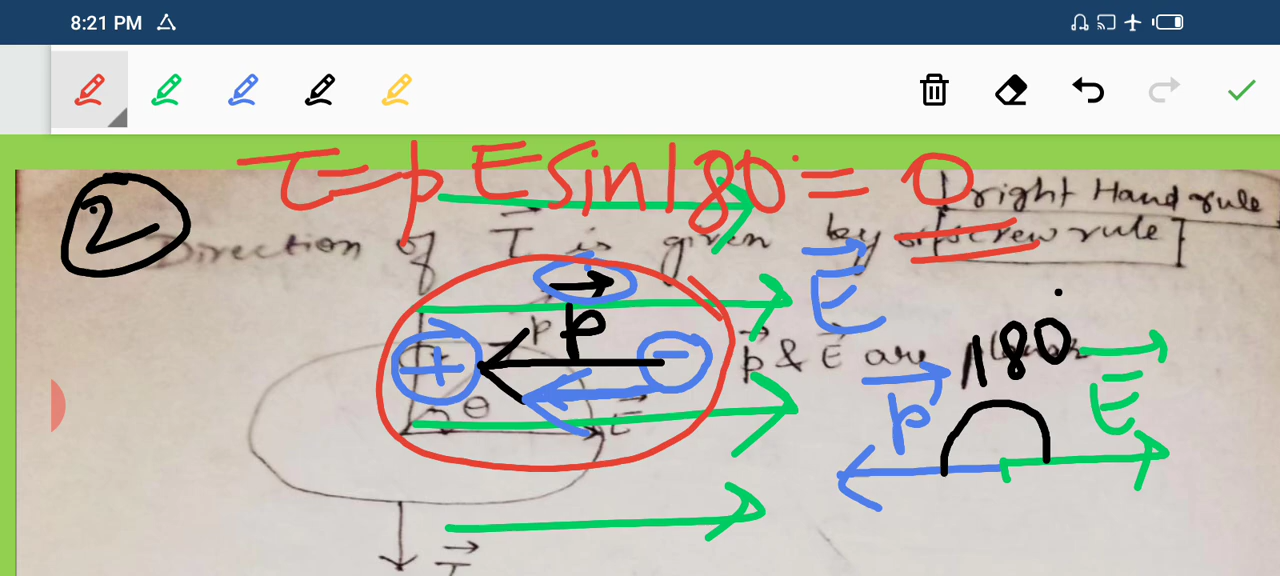 8:21 PM
τ = pE sin 180° = 0
2
right Hand rule
Direction of τ is given by screw rule
E
p
p
+
−
θ
E
p & E are
180°
p
E
τ